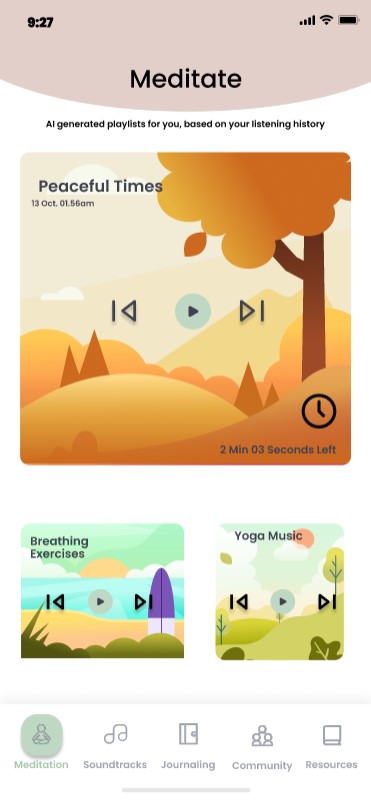 9:27
Meditate
AI generated playlists for you, based on your listening history
Peaceful Times
13 Oct. 01.56am
2 Min 03 Seconds Left
Breathing
Exercises
Yoga Music
Meditation
Soundtracks
Journaling
Community
Resources